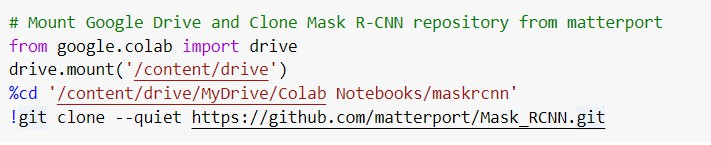 # Mount Google Drive and Clone Mask R-CNN repository from matterport
from google.colab import drive
drive.mount('/content/drive')
%cd '/content/drive/MyDrive/Colab Notebooks/maskrcnn'
!git clone --quiet https://github.com/matterport/Mask_RCNN.git